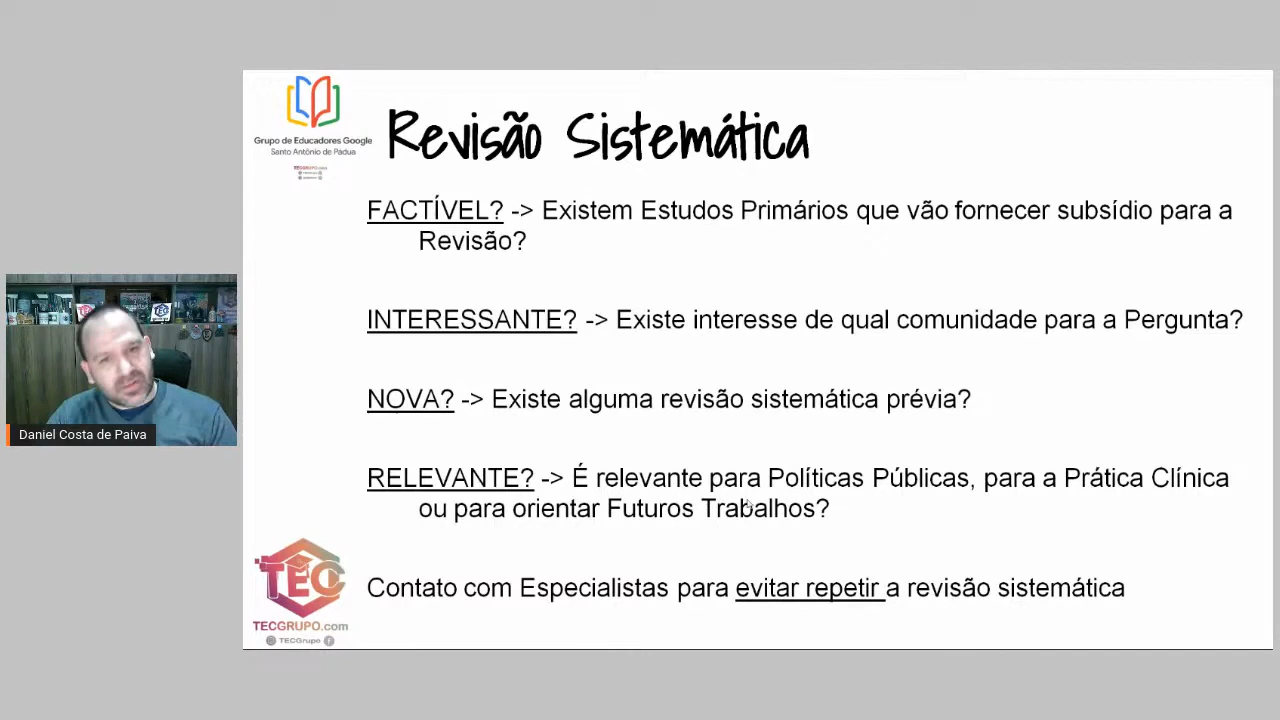 Grupo de Educadores Google
Santo Antônio de Pádua
TECGRUPO.com
Revisão Sistemática
FACTÍVEL? -> Existem Estudos Primários que vão fornecer subsídio para a
Revisão?
INTERESSANTE? -> Existe interesse de qual comunidade para a Pergunta?
NOVA? -> Existe alguma revisão sistemática prévia?
RELEVANTE? -> É relevante para Políticas Públicas, para a Prática Clínica
ou para orientar Futuros Trabalhos?
Contato com Especialistas para evitar repetir a revisão sistemática
Daniel Costa de Paiva
TEC
TECGRUPO.com
TECGrupo